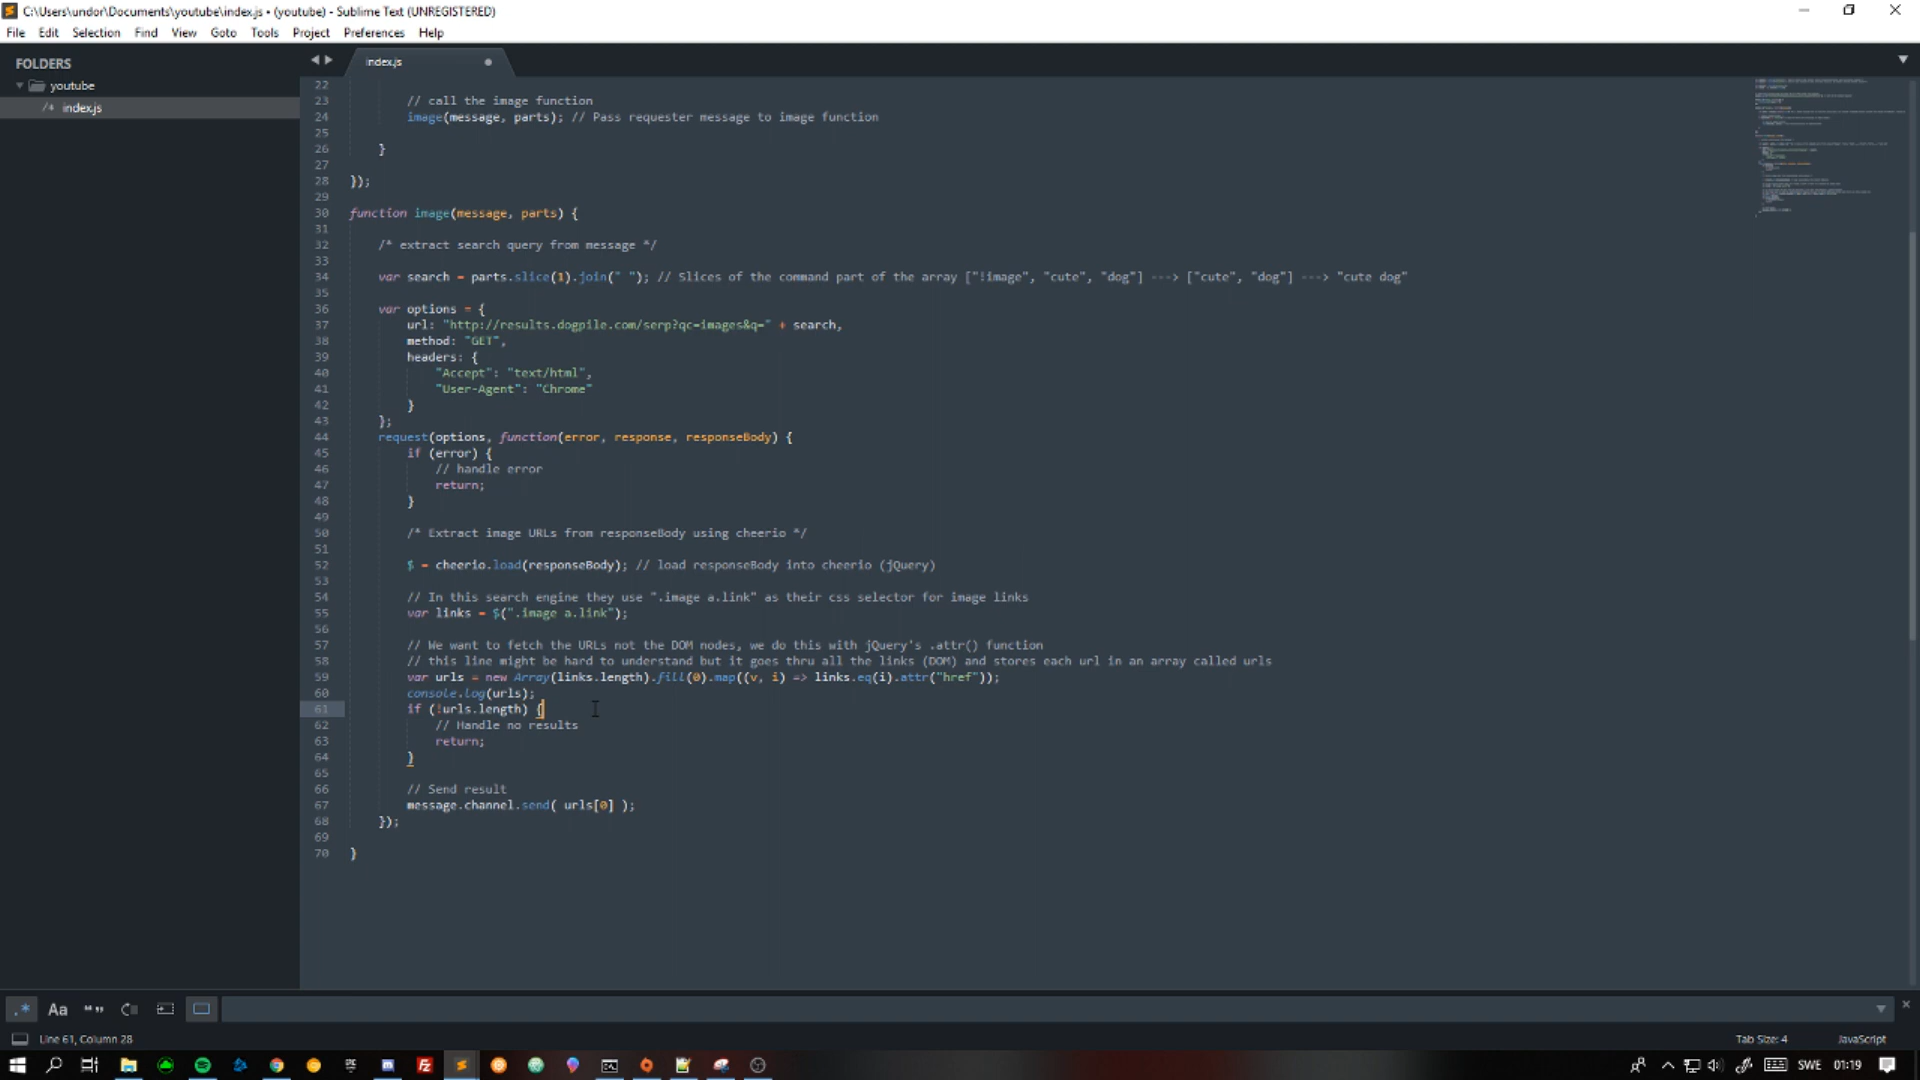 C:\Users\undor\Documents\youtube\index.js • (youtube) - Sublime Text (UNREGISTERED)
File Edit Selection Find View Goto Tools Project Preferences Help
FOLDERS
youtube
/* index.js
index.js
22
23 // call the image function
24 image(message, parts); // Pass requester message to image function
25
26 }
27
28 });
29
30 function image(message, parts) {
31
32 /* extract search query from message */
33
34 var search = parts.slice(1).join(" "); // Slices of the command part of the array ["!image", "cute", "dog"] ---> ["cute", "dog"] ---> "cute dog"
35
36 var options = {
37 url: "http://results.dogpile.com/serp?qc=images&q=" + search,
38 method: "GET",
39 headers: {
40 "Accept": "text/html",
41 "User-Agent": "Chrome"
42 }
43 };
44 request(options, function(error, response, responseBody) {
45 if (error) {
46 // handle error
47 return;
48 }
49
50 /* Extract image URLs from responseBody using cheerio */
51
52 $ = cheerio.load(responseBody); // load responseBody into cheerio (jQuery)
53
54 // In this search engine they use ".image a.link" as their css selector for image links
55 var links = $(".image a.link");
56
57 // We want to fetch the URLs not the DOM nodes, we do this with jQuery's .attr() function
58 // this line might be hard to understand but it goes thru all the links (DOM) and stores each url in an array called urls
59 var urls = new Array(links.length).fill(0).map((v, i) => links.eq(i).attr("href"));
60 console.log(urls);
61 if (!urls.length) {
62 // Handle no results
63 return;
64 }
65
66 // Send result
67 message.channel.send( urls[0] );
68 });
69
70 }
.* Aa “ ”
Line 61, Column 28
Tab Size: 4 JavaScript
SWE 01:19